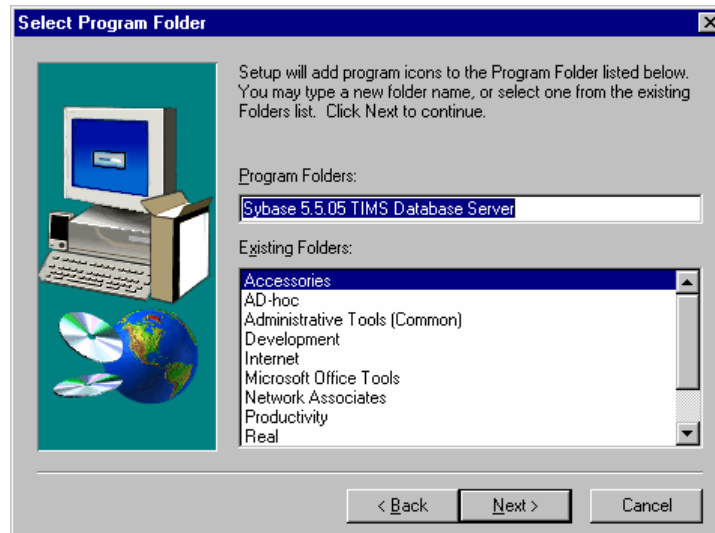 Select Program Folder
Setup will add program icons to the Program Folder listed below.
You may type a new folder name, or select one from the existing
Folders list. Click Next to continue.
Program Folders:
Sybase 5.5.05 TIMS Database Server
Existing Folders:
Accessories
AD-hoc
Administrative Tools (Common)
Development
Internet
Microsoft Office Tools
Network Associates
Productivity
Real
< Back
Next >
Cancel